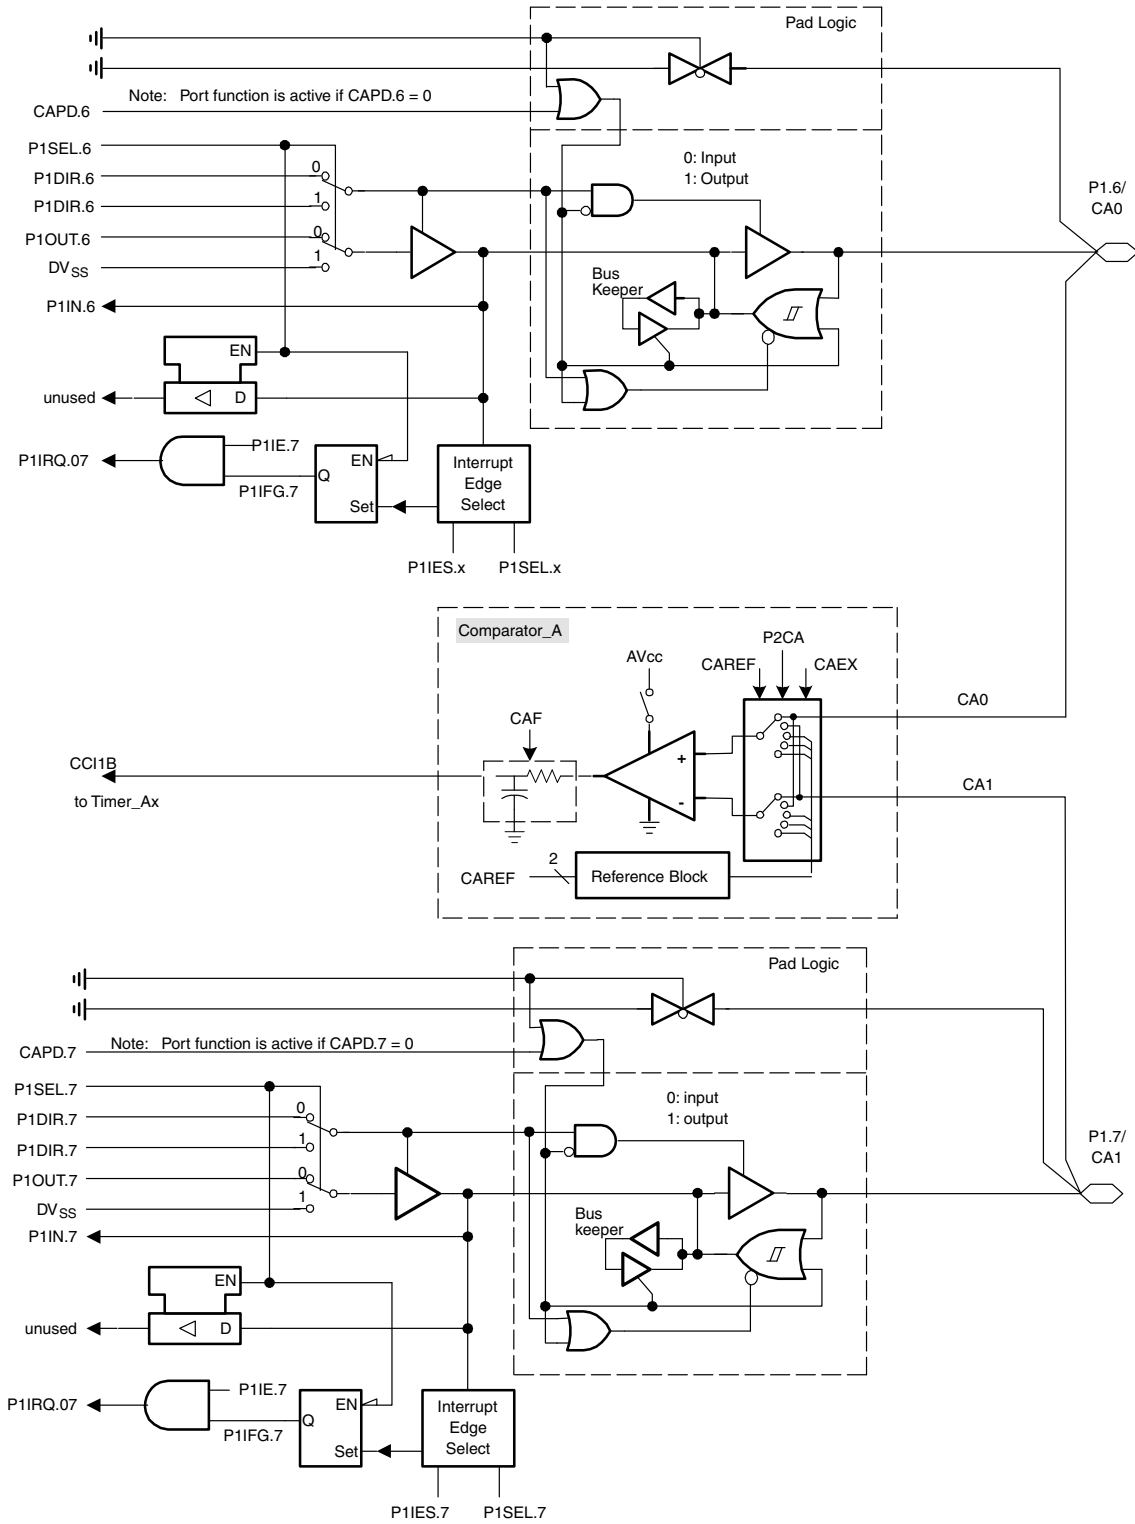 Pad Logic
Note: Port function is active if CAPD.6 = 0
CAPD.6
P1SEL.6
0
P1DIR.6
1
P1DIR.6
0
P1OUT.6
1
DVSS
P1IN.6
0: Input
1: Output
P1.6/
CA0
Bus
Keeper
EN
D
unused
P1IE.7
P1IRQ.07
P1IFG.7
EN
Q
Set
Interrupt
Edge
Select
P1IES.x
P1SEL.x
Comparator_A
P2CA
AVcc
CAREF
CAEX
CA0
CAF
+
CCI1B
to Timer_Ax
-
CA1
2
CAREF
Reference Block
Pad Logic
Note: Port function is active if CAPD.7 = 0
CAPD.7
P1SEL.7
0
P1DIR.7
1
P1DIR.7
0
P1OUT.7
1
DVSS
P1IN.7
0: input
1: output
P1.7/
CA1
Bus
keeper
EN
D
unused
P1IE.7
P1IRQ.07
P1IFG.7
EN
Q
Set
Interrupt
Edge
Select
P1IES.7
P1SEL.7